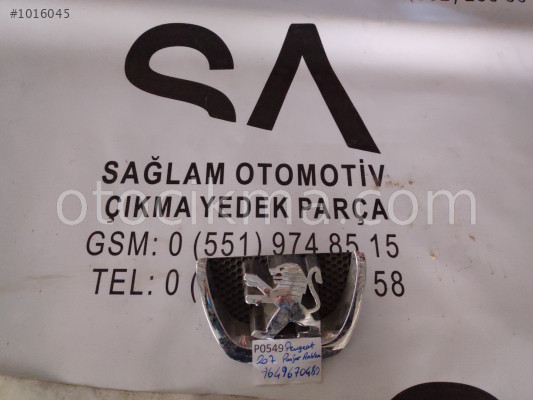 #1016045
SA
SAĞLAM OTOMOTİV
ÇIKMA YEDEK PARÇA
otocikma.com
GSM: 0 (551) 974 85 15
TEL: 0 ( 58
P0549 Peugeot
207 Panjur Arması
9649670480